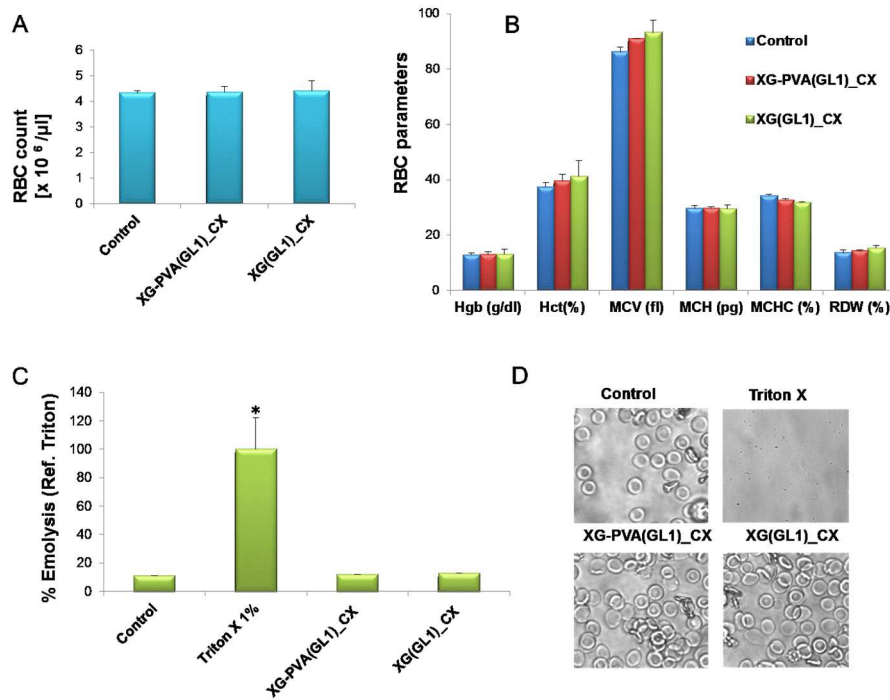 A
RBC count
[x 10 6 /µl]
6
5
4
3
2
1
0
Control
XG-PVA(GL1)_CX
XG(GL1)_CX
B
RBC parameters
100
80
60
40
20
0
Control
XG-PVA(GL1)_CX
XG(GL1)_CX
Hgb (g/dl) Hct(%) MCV (fl) MCH (pg) MCHC (%) RDW (%)
C
% Emolysis (Ref. Triton)
140
120
100
80
60
40
20
0
*
Control
Triton X 1%
XG-PVA(GL1)_CX
XG(GL1)_CX
D
Control Triton X
XG-PVA(GL1)_CX XG(GL1)_CX